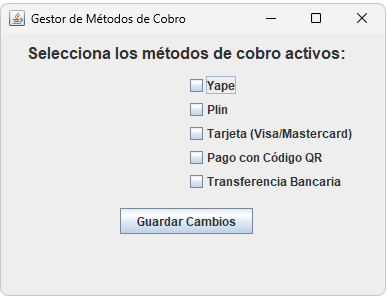 Gestor de Métodos de Cobro
Selecciona los métodos de cobro activos:
Yape
Plin
Tarjeta (Visa/Mastercard)
Pago con Código QR
Transferencia Bancaria
Guardar Cambios